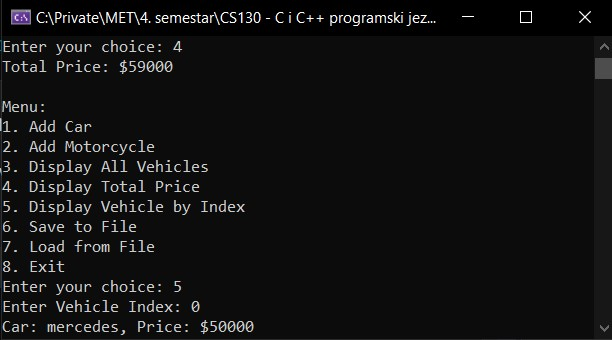 C:\Private\MET\4. semestar\CS130 - C i C++ programski jez...
Enter your choice: 4
Total Price: $59000
Menu:
1. Add Car
2. Add Motorcycle
3. Display All Vehicles
4. Display Total Price
5. Display Vehicle by Index
6. Save to File
7. Load from File
8. Exit
Enter your choice: 5
Enter Vehicle Index: 0
Car: mercedes, Price: $50000